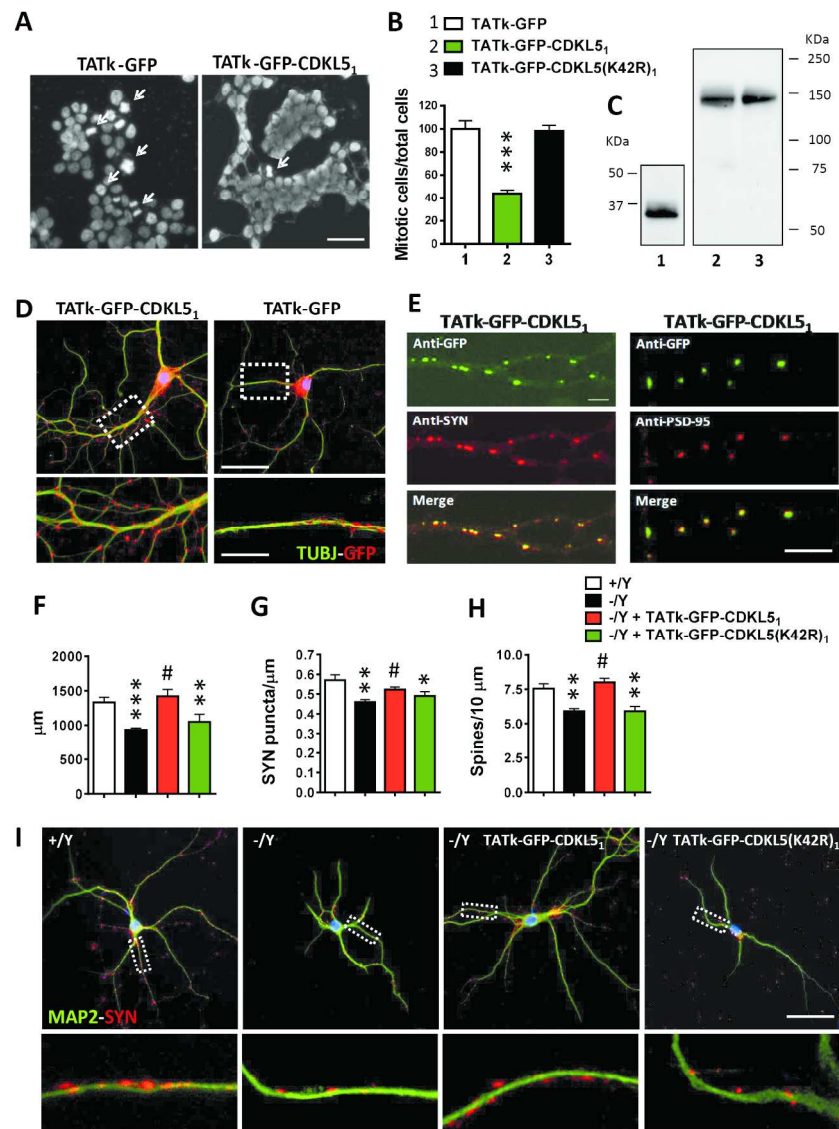 A
TATk-GFP
TATk-GFP-CDKL5₁
B
1 TATk-GFP
2 TATk-GFP-CDKL5₁
3 TATk-GFP-CDKL5(K42R)₁
Mitotic cells/total cells
120
100
80
60
40
20
0
***
1 2 3
C
KDa
50
37
KDa
250
150
100
75
50
1 2 3
D
TATk-GFP-CDKL5₁
TATk-GFP
TUBJ-GFP
E
TATk-GFP-CDKL5₁
TATk-GFP-CDKL5₁
Anti-GFP
Anti-GFP
Anti-SYN
Anti-PSD-95
Merge
Merge
+/Y
-/Y
-/Y + TATk-GFP-CDKL5₁
-/Y + TATk-GFP-CDKL5(K42R)₁
F
μm
2000
1500
1000
500
0
***
#
**
G
SYN puncta/μm
0.7
0.6
0.5
0.4
0.3
0.2
0.1
0.0
**
#
*
H
Spines/10 μm
10.0
7.5
5.0
2.5
0.0
**
#
**
I
+/Y
-/Y
-/Y TATk-GFP-CDKL5₁
-/Y TATk-GFP-CDKL5(K42R)₁
MAP2-SYN